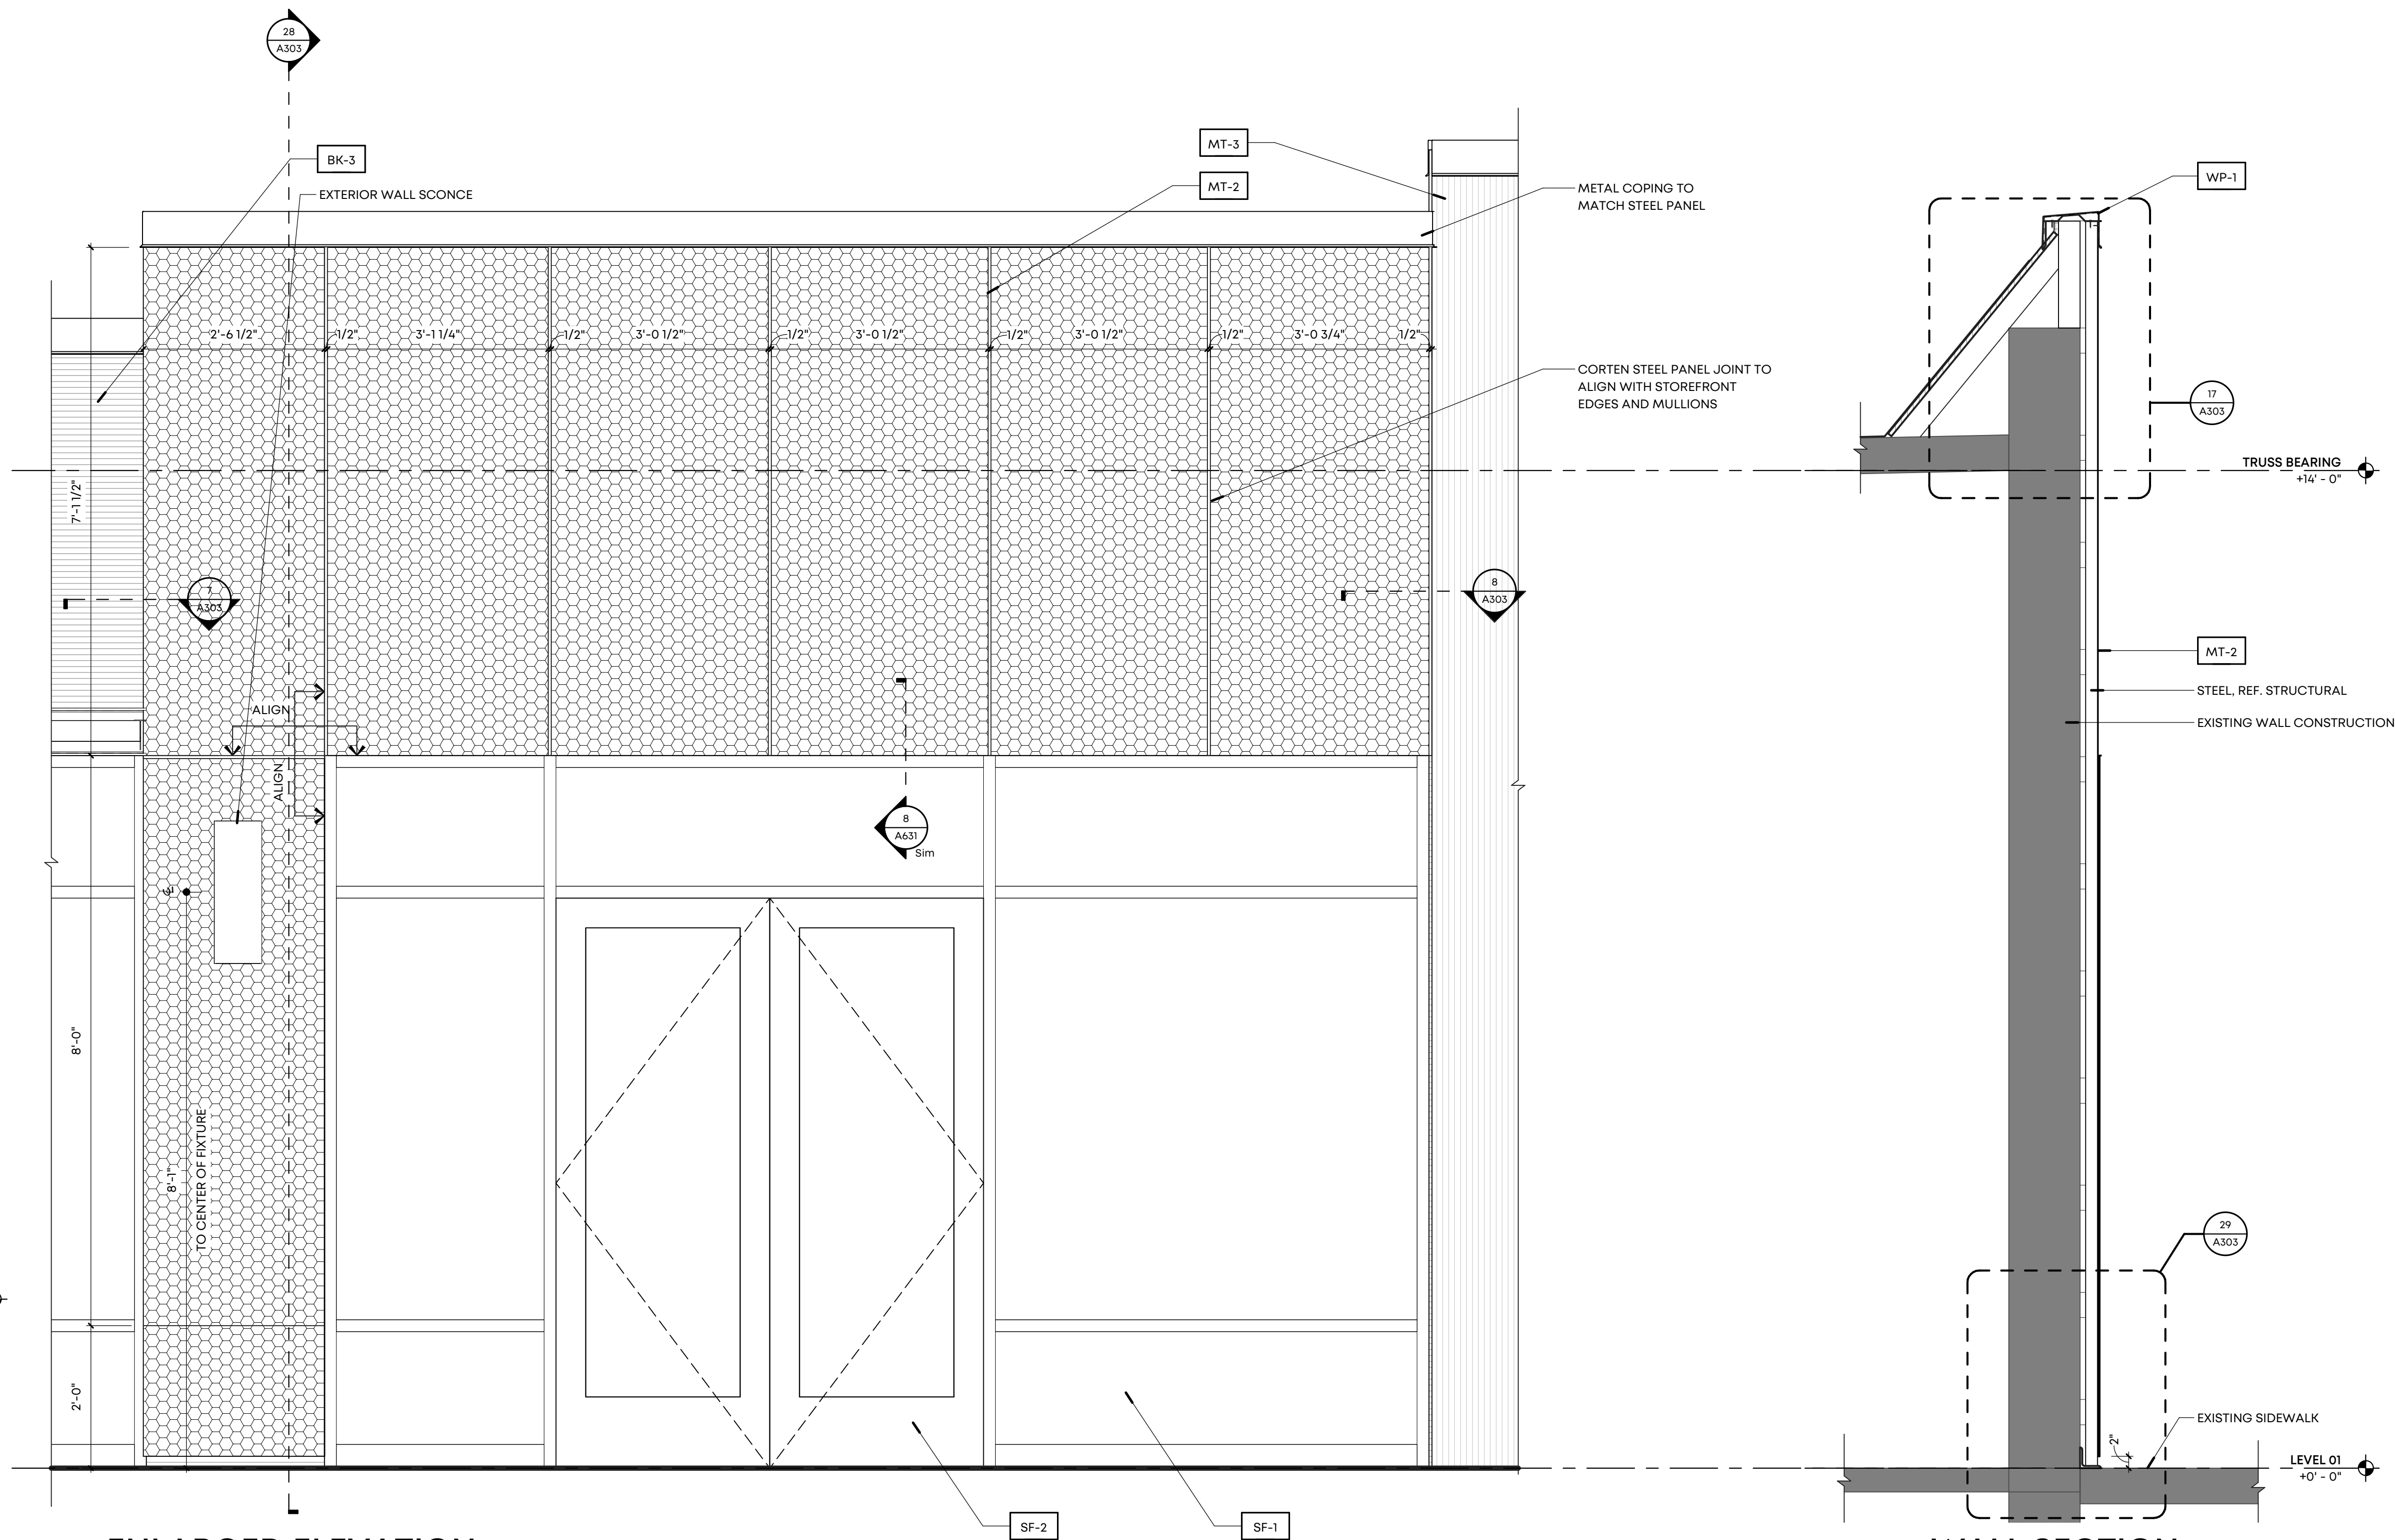 28
A303
BK-3
EXTERIOR WALL SCONCE
MT-3
MT-2
METAL COPING TO
MATCH STEEL PANEL
2'-6 1/2"
1/2"
3'-1 1/4"
1/2"
3'-0 1/2"
1/2"
3'-0 1/2"
1/2"
3'-0 1/2"
1/2"
3'-0 3/4"
1/2"
CORTEN STEEL PANEL JOINT TO
ALIGN WITH STOREFRONT
EDGES AND MULLIONS
7'-1 1/2"
7
A303
8
A303
ALIGN
ALIGN
8
A631
Sim
8'-0"
8'-1"
TO CENTER OF FIXTURE
2'-0"
SF-2
SF-1
WP-1
17
A303
TRUSS BEARING
+14' - 0"
MT-2
STEEL, REF. STRUCTURAL
EXISTING WALL CONSTRUCTION
29
A303
EXISTING SIDEWALK
2"
LEVEL 01
+0' - 0"
ENLARGED ELEVATION
WALL SECTION